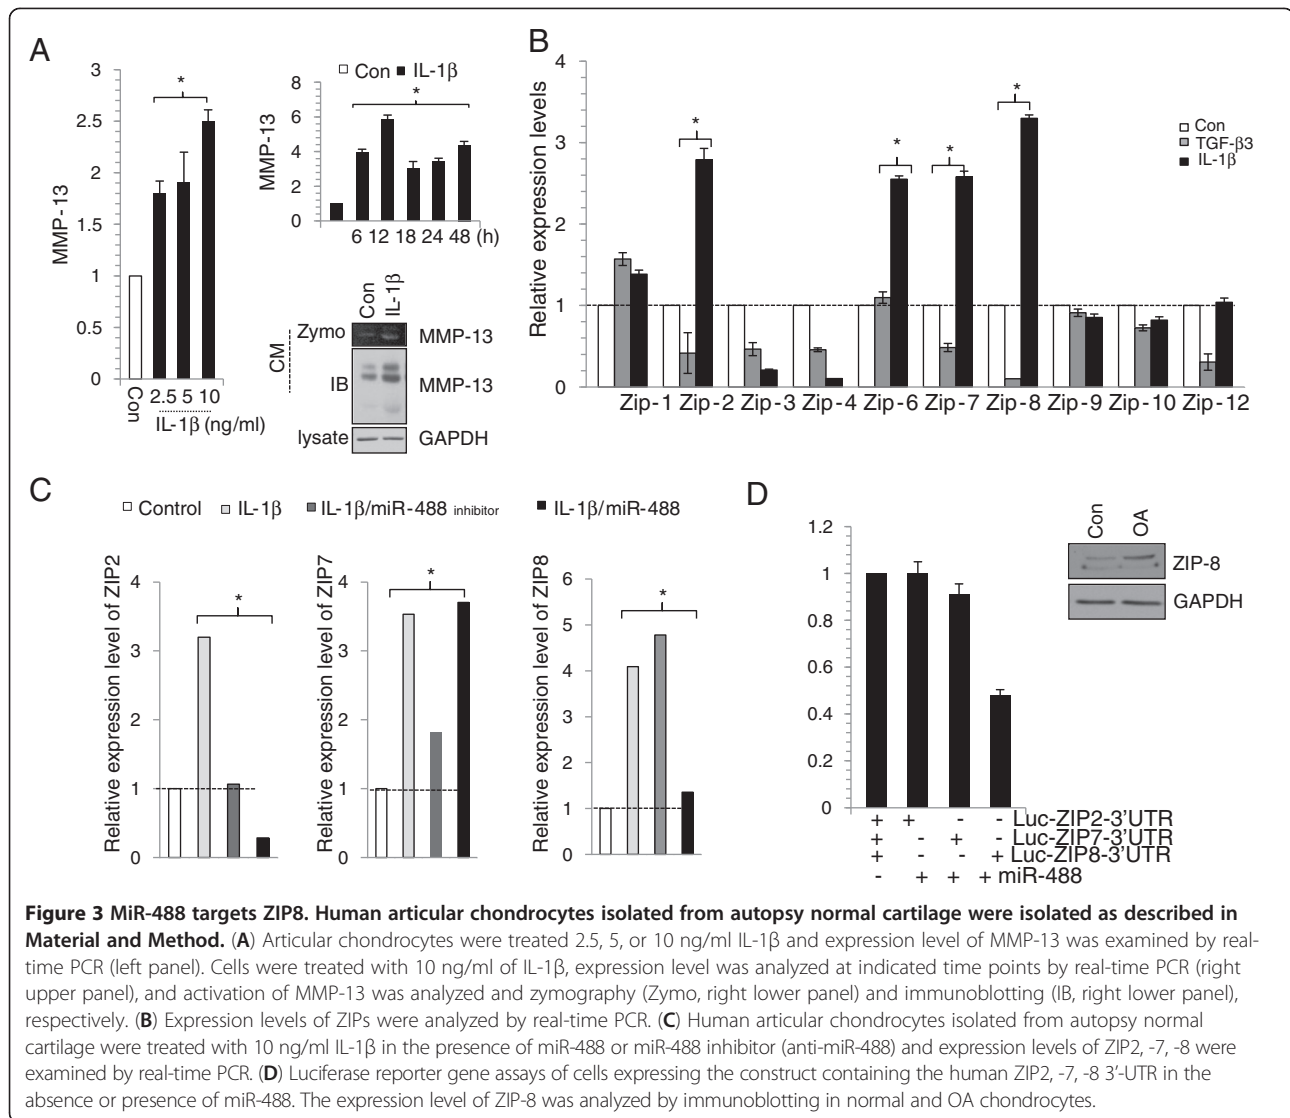 A
3
2.5
2
1.5
1
0.5
0
MMP-13
*
Con
2.5 5 10
IL-1β (ng/ml)
Con IL-1β
*
8
6
4
2
0
MMP-13
6 12 18 24 48 (h)
Con
IL-1β
CM
Zymo
MMP-13
IB
MMP-13
lysate
GAPDH
B
4
3
2
1
0
Relative expression levels
*
*
*
*
Con
TGF-β3
IL-1β
Zip-1 Zip-2 Zip-3 Zip-4 Zip-6 Zip-7 Zip-8 Zip-9 Zip-10 Zip-12
C
Control IL-1β IL-1β/miR-488 inhibitor IL-1β/miR-488
Relative expression level of ZIP2
4
3
2
1
0
*
Relative expression level of ZIP7
4
3
2
1
0
*
Relative expression level of ZIP8
6
5
4
3
2
1
0
*
D
1.2
1
0.8
0.6
0.4
0.2
0
+ + - - Luc-ZIP2-3'UTR
+ - + - Luc-ZIP7-3'UTR
+ - - + Luc-ZIP8-3'UTR
- + + + miR-488
Con
OA
ZIP-8
GAPDH
Figure 3 MiR-488 targets ZIP8. Human articular chondrocytes isolated from autopsy normal cartilage were isolated as described in
Material and Method. (A) Articular chondrocytes were treated 2.5, 5, or 10 ng/ml IL-1β and expression level of MMP-13 was examined by real-
time PCR (left panel). Cells were treated with 10 ng/ml of IL-1β, expression level was analyzed at indicated time points by real-time PCR (right
upper panel), and activation of MMP-13 was analyzed and zymography (Zymo, right lower panel) and immunoblotting (IB, right lower panel),
respectively. (B) Expression levels of ZIPs were analyzed by real-time PCR. (C) Human articular chondrocytes isolated from autopsy normal
cartilage were treated with 10 ng/ml IL-1β in the presence of miR-488 or miR-488 inhibitor (anti-miR-488) and expression levels of ZIP2, -7, -8 were
examined by real-time PCR. (D) Luciferase reporter gene assays of cells expressing the construct containing the human ZIP2, -7, -8 3'-UTR in the
absence or presence of miR-488. The expression level of ZIP-8 was analyzed by immunoblotting in normal and OA chondrocytes.